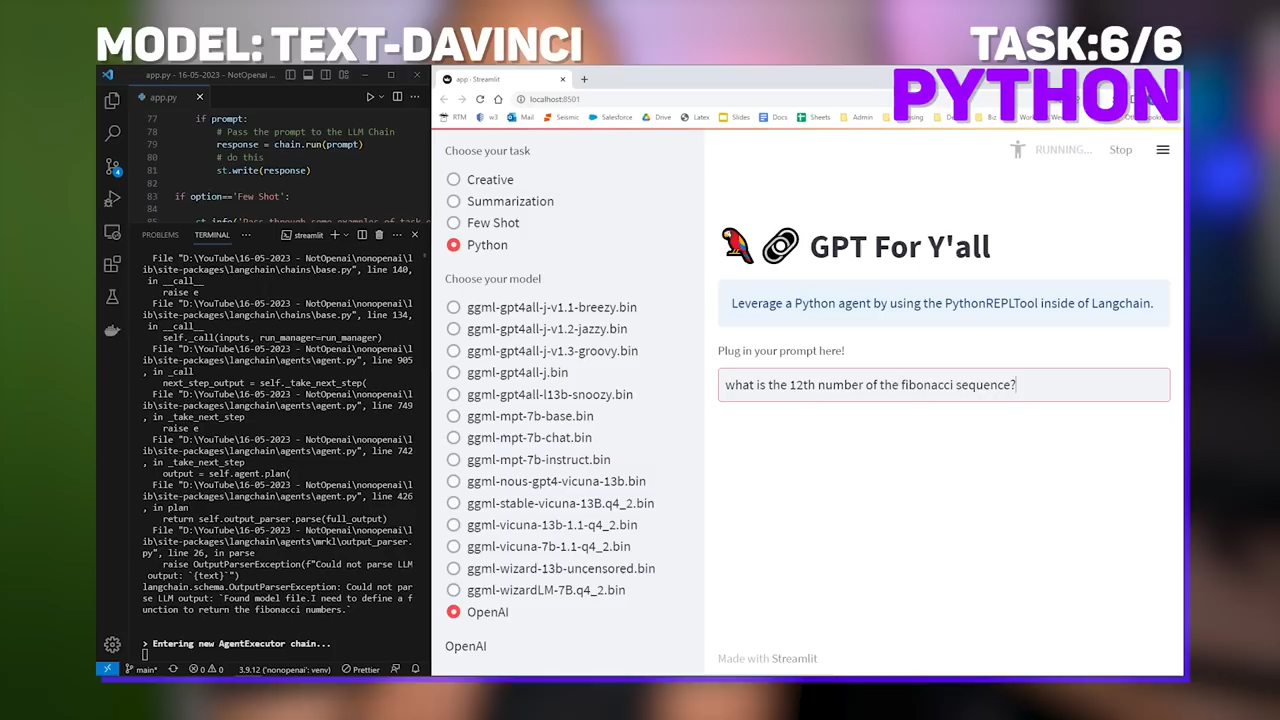 MODEL: TEXT-DAVINCI
TASK:6/6
PYTHON
app.py - 16-05-2023 - NotOpenai ...
app.py
77 if prompt:
78 # Pass the prompt to the LLM Chain
79 response = chain.run(prompt)
80 # do this
81 st.write(response)
82
83 if option=='Few Shot':
84
PROBLEMS TERMINAL ... streamlit
File "D:\YouTube\16-05-2023 - NotOpenai\nonopenai\l
ib\site-packages\langchain\chains\base.py", line 140,
in __call__
raise e
File "D:\YouTube\16-05-2023 - NotOpenai\nonopenai\l
ib\site-packages\langchain\chains\base.py", line 134,
in __call__
self._call(inputs, run_manager=run_manager)
File "D:\YouTube\16-05-2023 - NotOpenai\nonopenai\l
ib\site-packages\langchain\agents\agent.py", line 905
, in _call
next_step_output = self._take_next_step(
File "D:\YouTube\16-05-2023 - NotOpenai\nonopenai\l
ib\site-packages\langchain\agents\agent.py", line 749
, in _take_next_step
raise e
File "D:\YouTube\16-05-2023 - NotOpenai\nonopenai\l
ib\site-packages\langchain\agents\agent.py", line 742
, in _take_next_step
output = self.agent.plan(
File "D:\YouTube\16-05-2023 - NotOpenai\nonopenai\l
ib\site-packages\langchain\agents\agent.py", line 426
, in plan
return self.output_parser.parse(full_output)
File "D:\YouTube\16-05-2023 - NotOpenai\nonopenai\l
ib\site-packages\langchain\agents\mrkl\output_parser.
py", line 26, in parse
raise OutputParserException(f"Could not parse LLM
output: `{text}`")
langchain.schema.OutputParserException: Could not par
se LLM output: `Found model file.I need to define a f
unction to return the fibonacci numbers.`
> Entering new AgentExecutor chain...
main* 0 0 3.9.12 ('nonopenai': venv) Prettier
app · Streamlit
localhost:8501
RTM w3 Mail Seismic Salesforce Drive Latex Slides Docs Sheets Admin
Choose your task
Creative
Summarization
Few Shot
Python
Choose your model
ggml-gpt4all-j-v1.1-breezy.bin
ggml-gpt4all-j-v1.2-jazzy.bin
ggml-gpt4all-j-v1.3-groovy.bin
ggml-gpt4all-j.bin
ggml-gpt4all-l13b-snoozy.bin
ggml-mpt-7b-base.bin
ggml-mpt-7b-chat.bin
ggml-mpt-7b-instruct.bin
ggml-nous-gpt4-vicuna-13b.bin
ggml-stable-vicuna-13B.q4_2.bin
ggml-vicuna-13b-1.1-q4_2.bin
ggml-vicuna-7b-1.1-q4_2.bin
ggml-wizard-13b-uncensored.bin
ggml-wizardLM-7B.q4_2.bin
OpenAI
OpenAI
RUNNING... Stop
GPT For Y'all
Leverage a Python agent by using the PythonREPLTool inside of Langchain.
Plug in your prompt here!
what is the 12th number of the fibonacci sequence?
Made with Streamlit